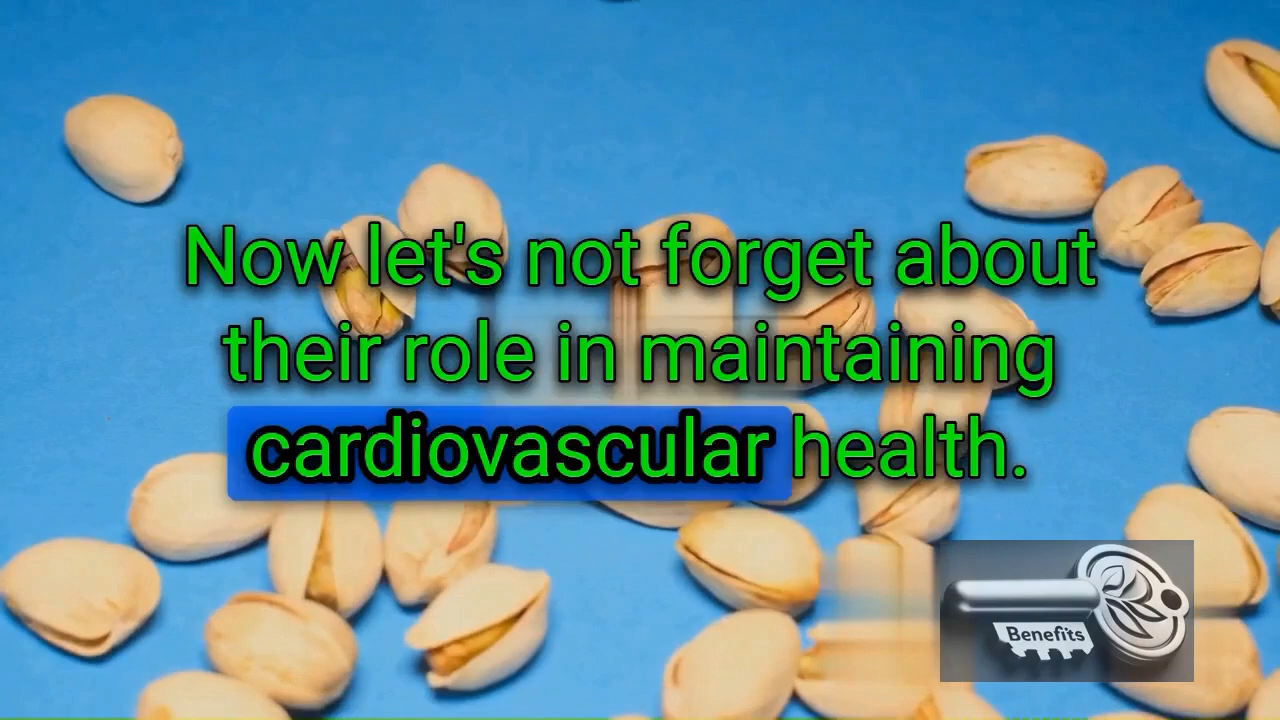 Now let's not forget about
their role in maintaining
cardiovascular health.
Benefits